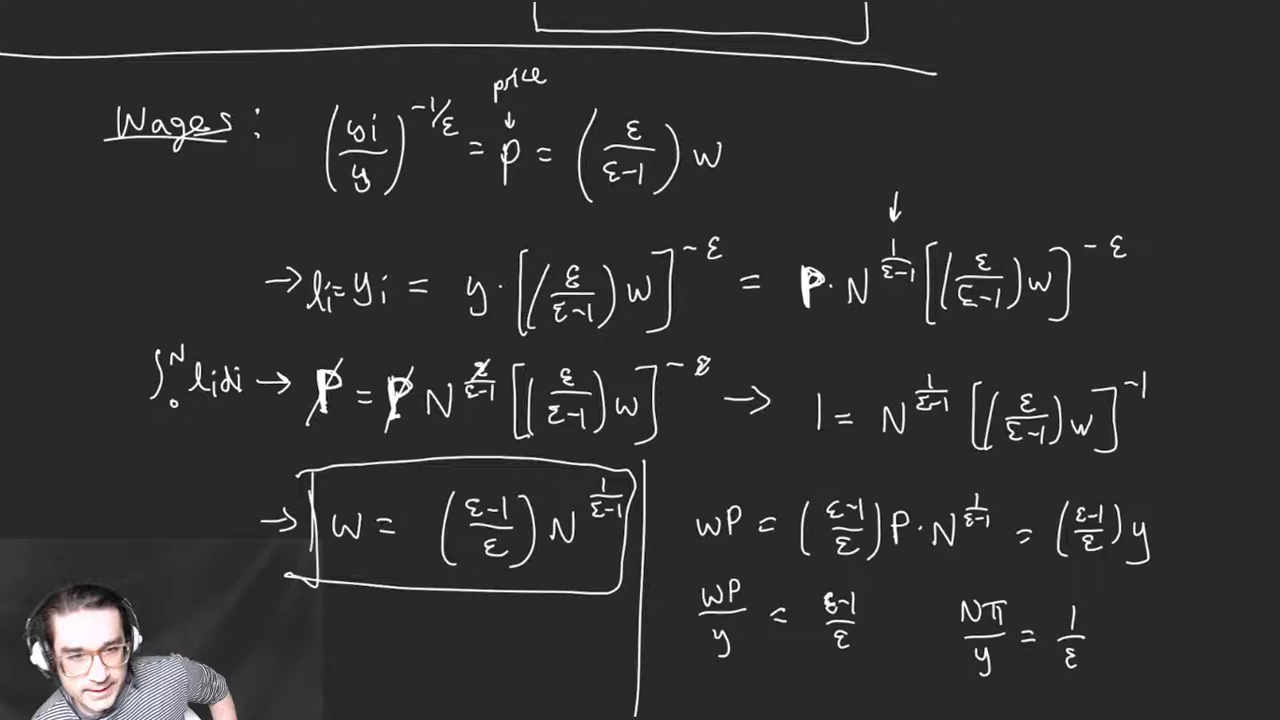 price
↓
Wages: (yi/y)^{-1/ε} = p = (ε/(ε-1)) w
↓
→ li = yi = y · [(ε/(ε-1)) w]^{-ε} = P · N^{1/(ε-1)} [(ε/(ε-1)) w]^{-ε}
∫₀^N li di → P = P N^{ε/(ε-1)} [(ε/(ε-1)) w]^{-ε} → 1 = N^{1/(ε-1)} [(ε/(ε-1)) w]^{-1}
→ w = ((ε-1)/ε) N^{1/(ε-1)}
wP = ((ε-1)/ε) P · N^{1/(ε-1)} = ((ε-1)/ε) y
wP/y = (ε-1)/ε    Nπ/y = 1/ε